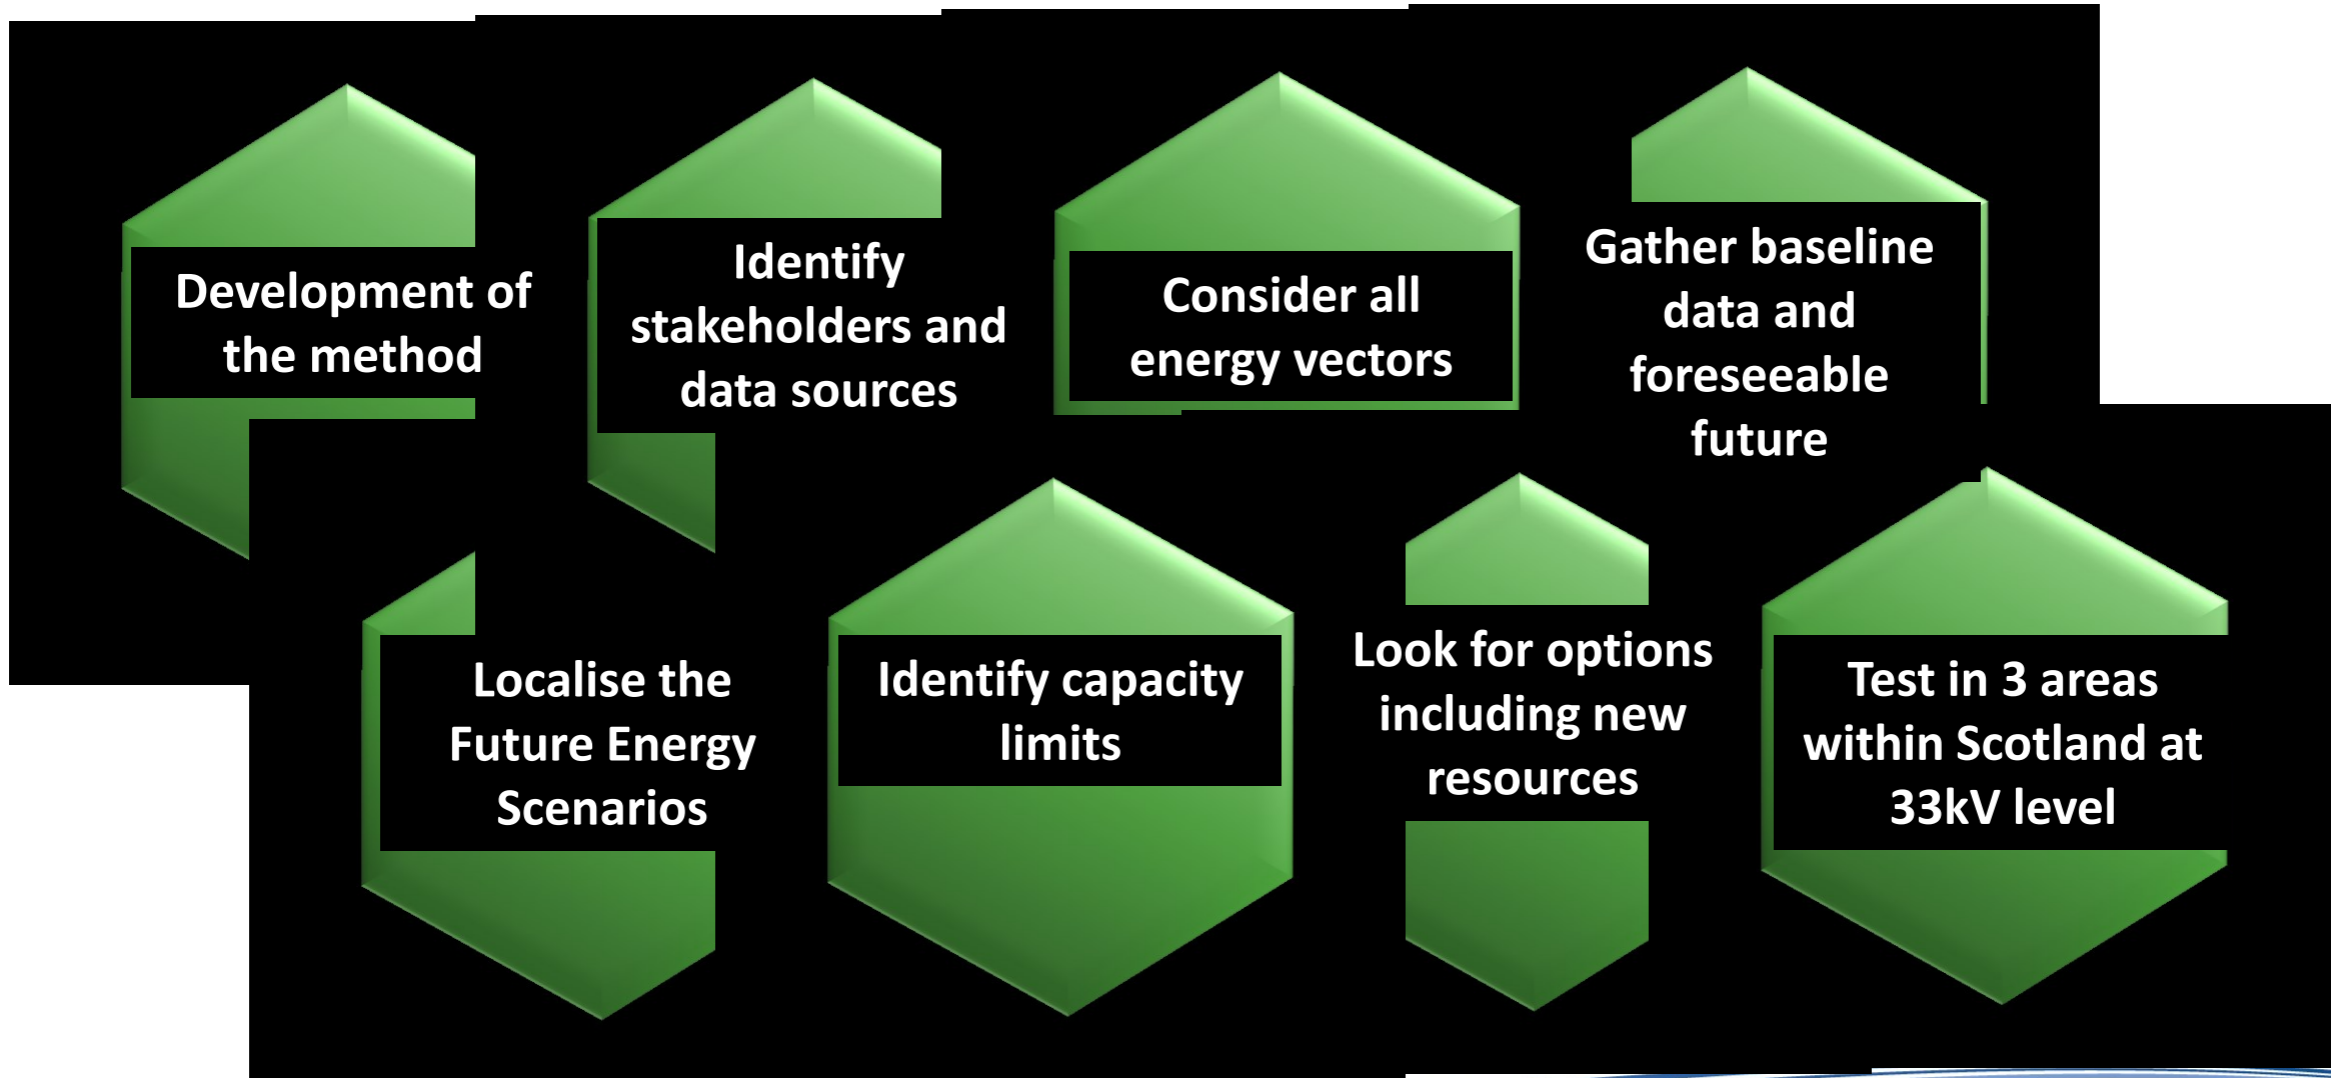 Development of
the method
Identify
stakeholders and
data sources
Consider all
energy vectors
Gather baseline
data and
foreseeable
future
Localise the
Future Energy
Scenarios
Identify capacity
limits
Look for options
including new
resources
Test in 3 areas
within Scotland at
33kV level